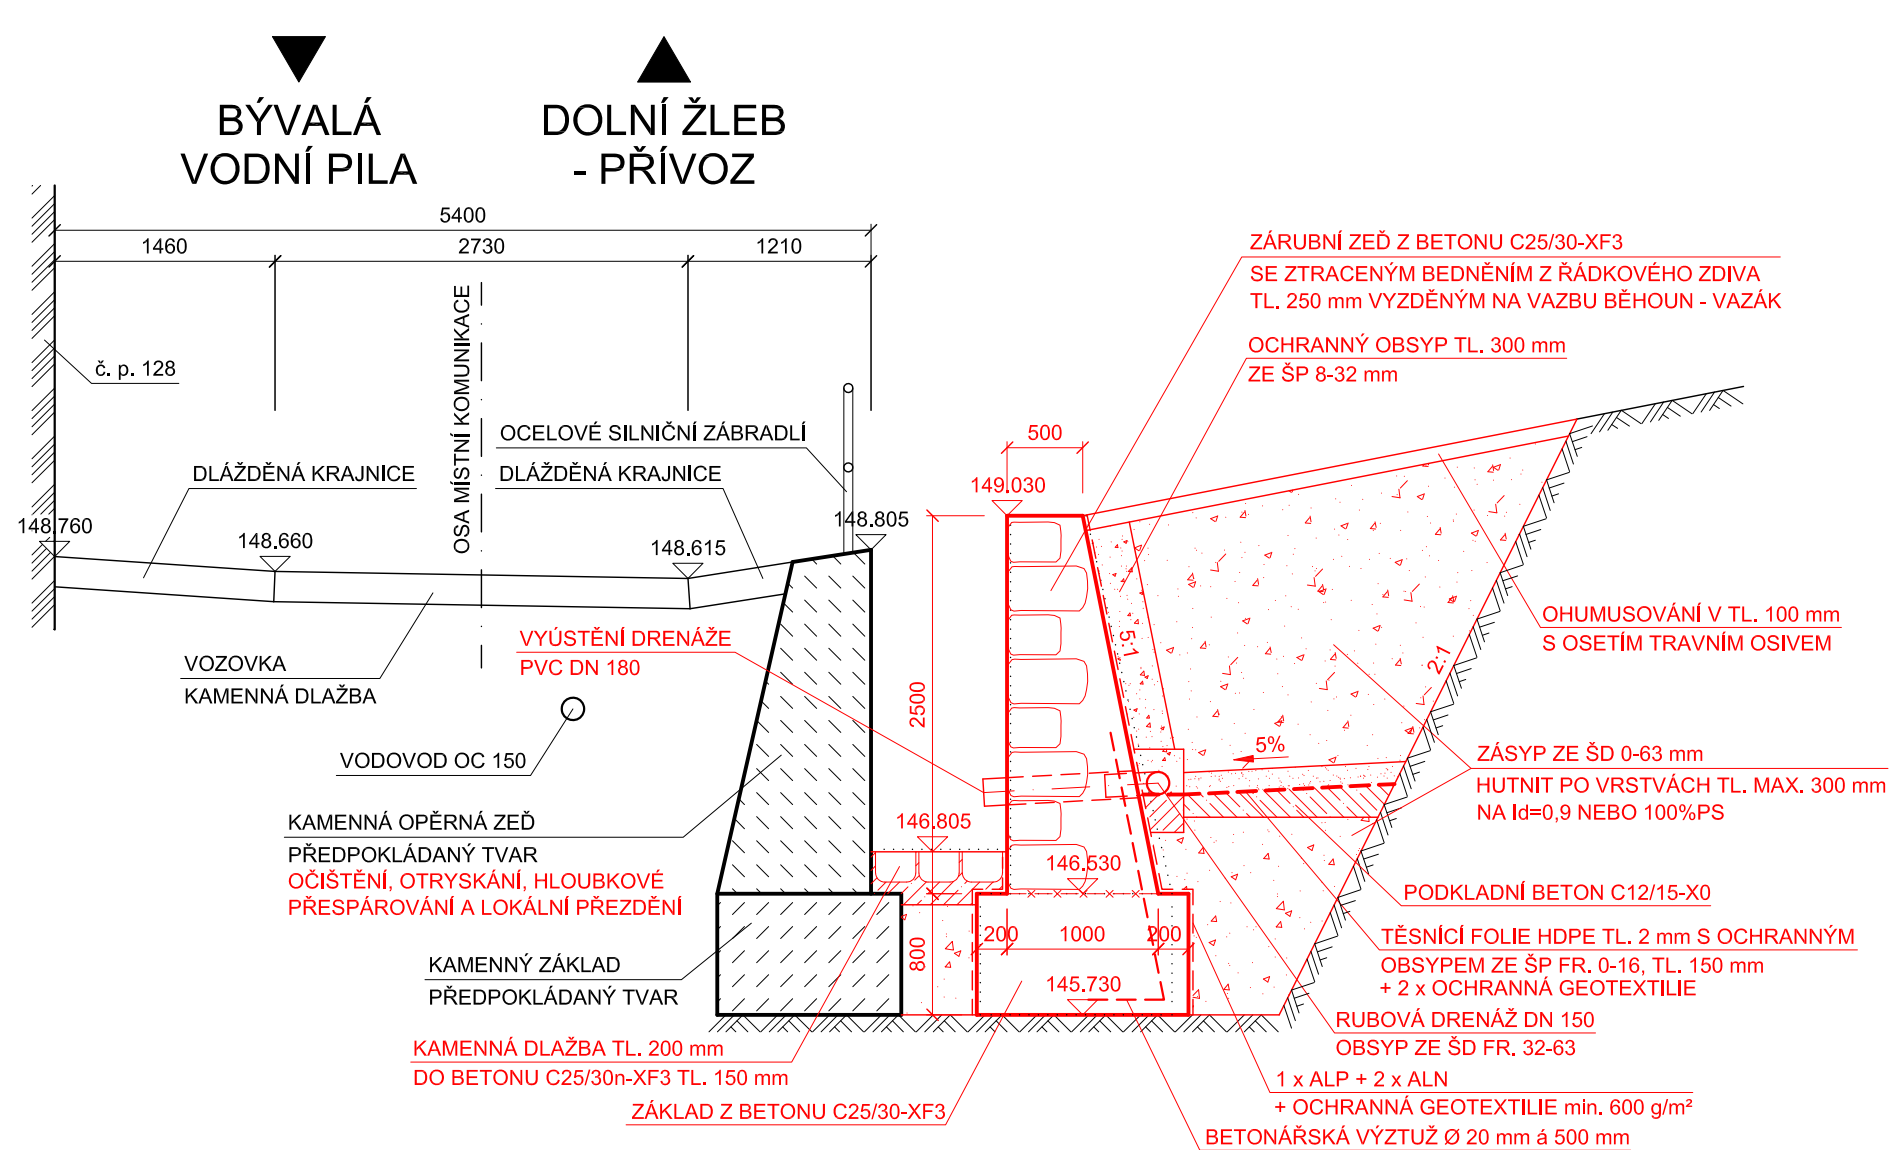 BÝVALÁ
VODNÍ PILA
DOLNÍ ŽLEB
- PŘÍVOZ
5400
1460
2730
1210
OSA MÍSTNÍ KOMUNIKACE
č. p. 128
OCELOVÉ SILNIČNÍ ZÁBRADLÍ
DLÁŽDĚNÁ KRAJNICE
DLÁŽDĚNÁ KRAJNICE
148.760
148.660
148.615
148.805
VOZOVKA
KAMENNÁ DLAŽBA
VYÚSTĚNÍ DRENÁŽE
PVC DN 180
VODOVOD OC 150
KAMENNÁ OPĚRNÁ ZEĎ
PŘEDPOKLÁDANÝ TVAR
OČIŠTĚNÍ, OTRYSKÁNÍ, HLOUBKOVÉ
PŘESPÁROVÁNÍ A LOKÁLNÍ PŘEZDĚNÍ
KAMENNÝ ZÁKLAD
PŘEDPOKLÁDANÝ TVAR
KAMENNÁ DLAŽBA TL. 200 mm
DO BETONU C25/30n-XF3 TL. 150 mm
ZÁKLAD Z BETONU C25/30-XF3
ZÁRUBNÍ ZEĎ Z BETONU C25/30-XF3
SE ZTRACENÝM BEDNĚNÍM Z ŘÁDKOVÉHO ZDIVA
TL. 250 mm VYZDĚNÝM NA VAZBU BĚHOUN - VAZÁK
OCHRANNÝ OBSYP TL. 300 mm
ZE ŠP 8-32 mm
500
149.030
2500
5:1
2:1
5%
146.805
146.530
800
200
1000
200
145.730
OHUMUSOVÁNÍ V TL. 100 mm
S OSETÍM TRAVNÍM OSIVEM
ZÁSYP ZE ŠD 0-63 mm
HUTNIT PO VRSTVÁCH TL. MAX. 300 mm
NA Id=0,9 NEBO 100%PS
PODKLADNÍ BETON C12/15-X0
TĚSNÍCÍ FOLIE HDPE TL. 2 mm S OCHRANNÝM
OBSYPEM ZE ŠP FR. 0-16, TL. 150 mm
+ 2 x OCHRANNÁ GEOTEXTILIE
RUBOVÁ DRENÁŽ DN 150
OBSYP ZE ŠD FR. 32-63
1 x ALP + 2 x ALN
+ OCHRANNÁ GEOTEXTILIE min. 600 g/m²
BETONÁŘSKÁ VÝZTUŽ Ø 20 mm á 500 mm